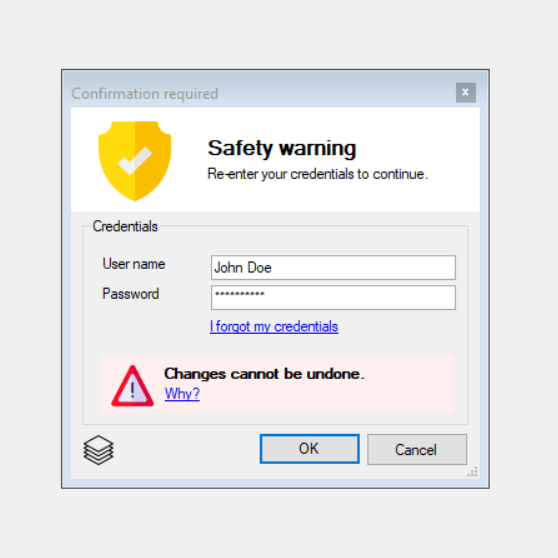 Confirmation required
x
Safety warning
Re-enter your credentials to continue.
Credentials
User name
John Doe
Password
**********
I forgot my credentials
Changes cannot be undone.
Why?
OK
Cancel